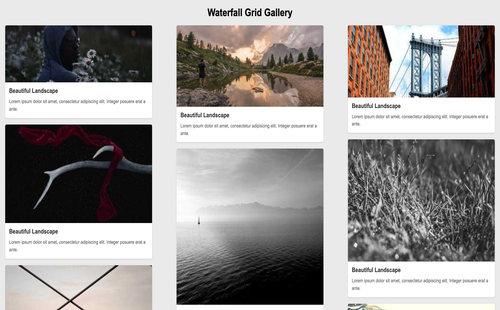 Waterfall Grid Gallery
Beautiful Landscape
Lorem ipsum dolor sit amet, consectetur adipiscing elit. Integer posuere erat a
ante.
Beautiful Landscape
Lorem ipsum dolor sit amet, consectetur adipiscing elit. Integer posuere erat a
ante.
Beautiful Landscape
Lorem ipsum dolor sit amet, consectetur adipiscing elit. Integer posuere erat a
ante.
Beautiful Landscape
Lorem ipsum dolor sit amet, consectetur adipiscing elit. Integer posuere erat a
ante.
Beautiful Landscape
Lorem ipsum dolor sit amet, consectetur adipiscing elit. Integer posuere erat a
ante.